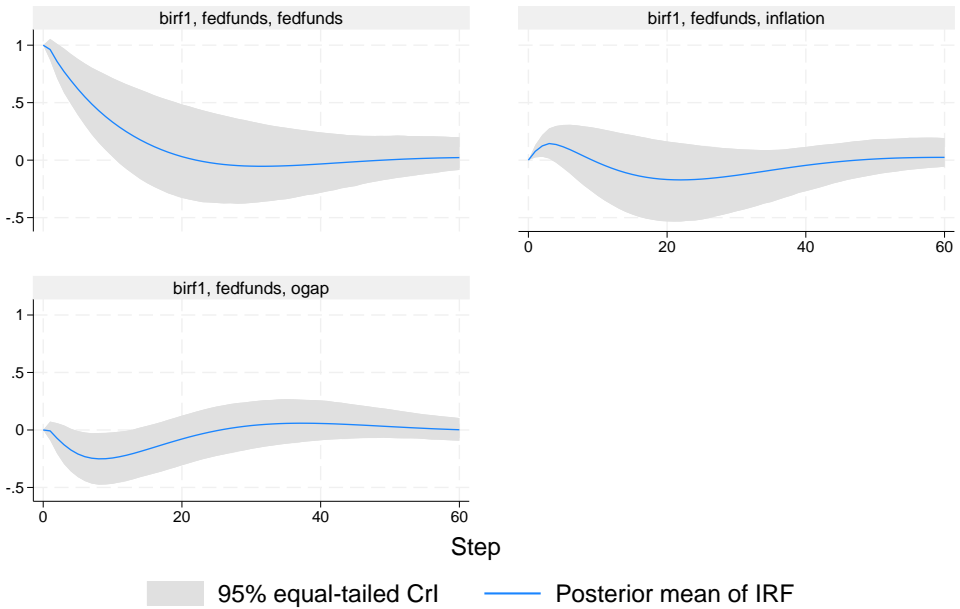 birf1, fedfunds, fedfunds
birf1, fedfunds, inflation
1
.5
0
-.5
0
20
40
60
birf1, fedfunds, ogap
1
.5
0
-.5
0
20
40
60
Step
95% equal-tailed CrI
Posterior mean of IRF